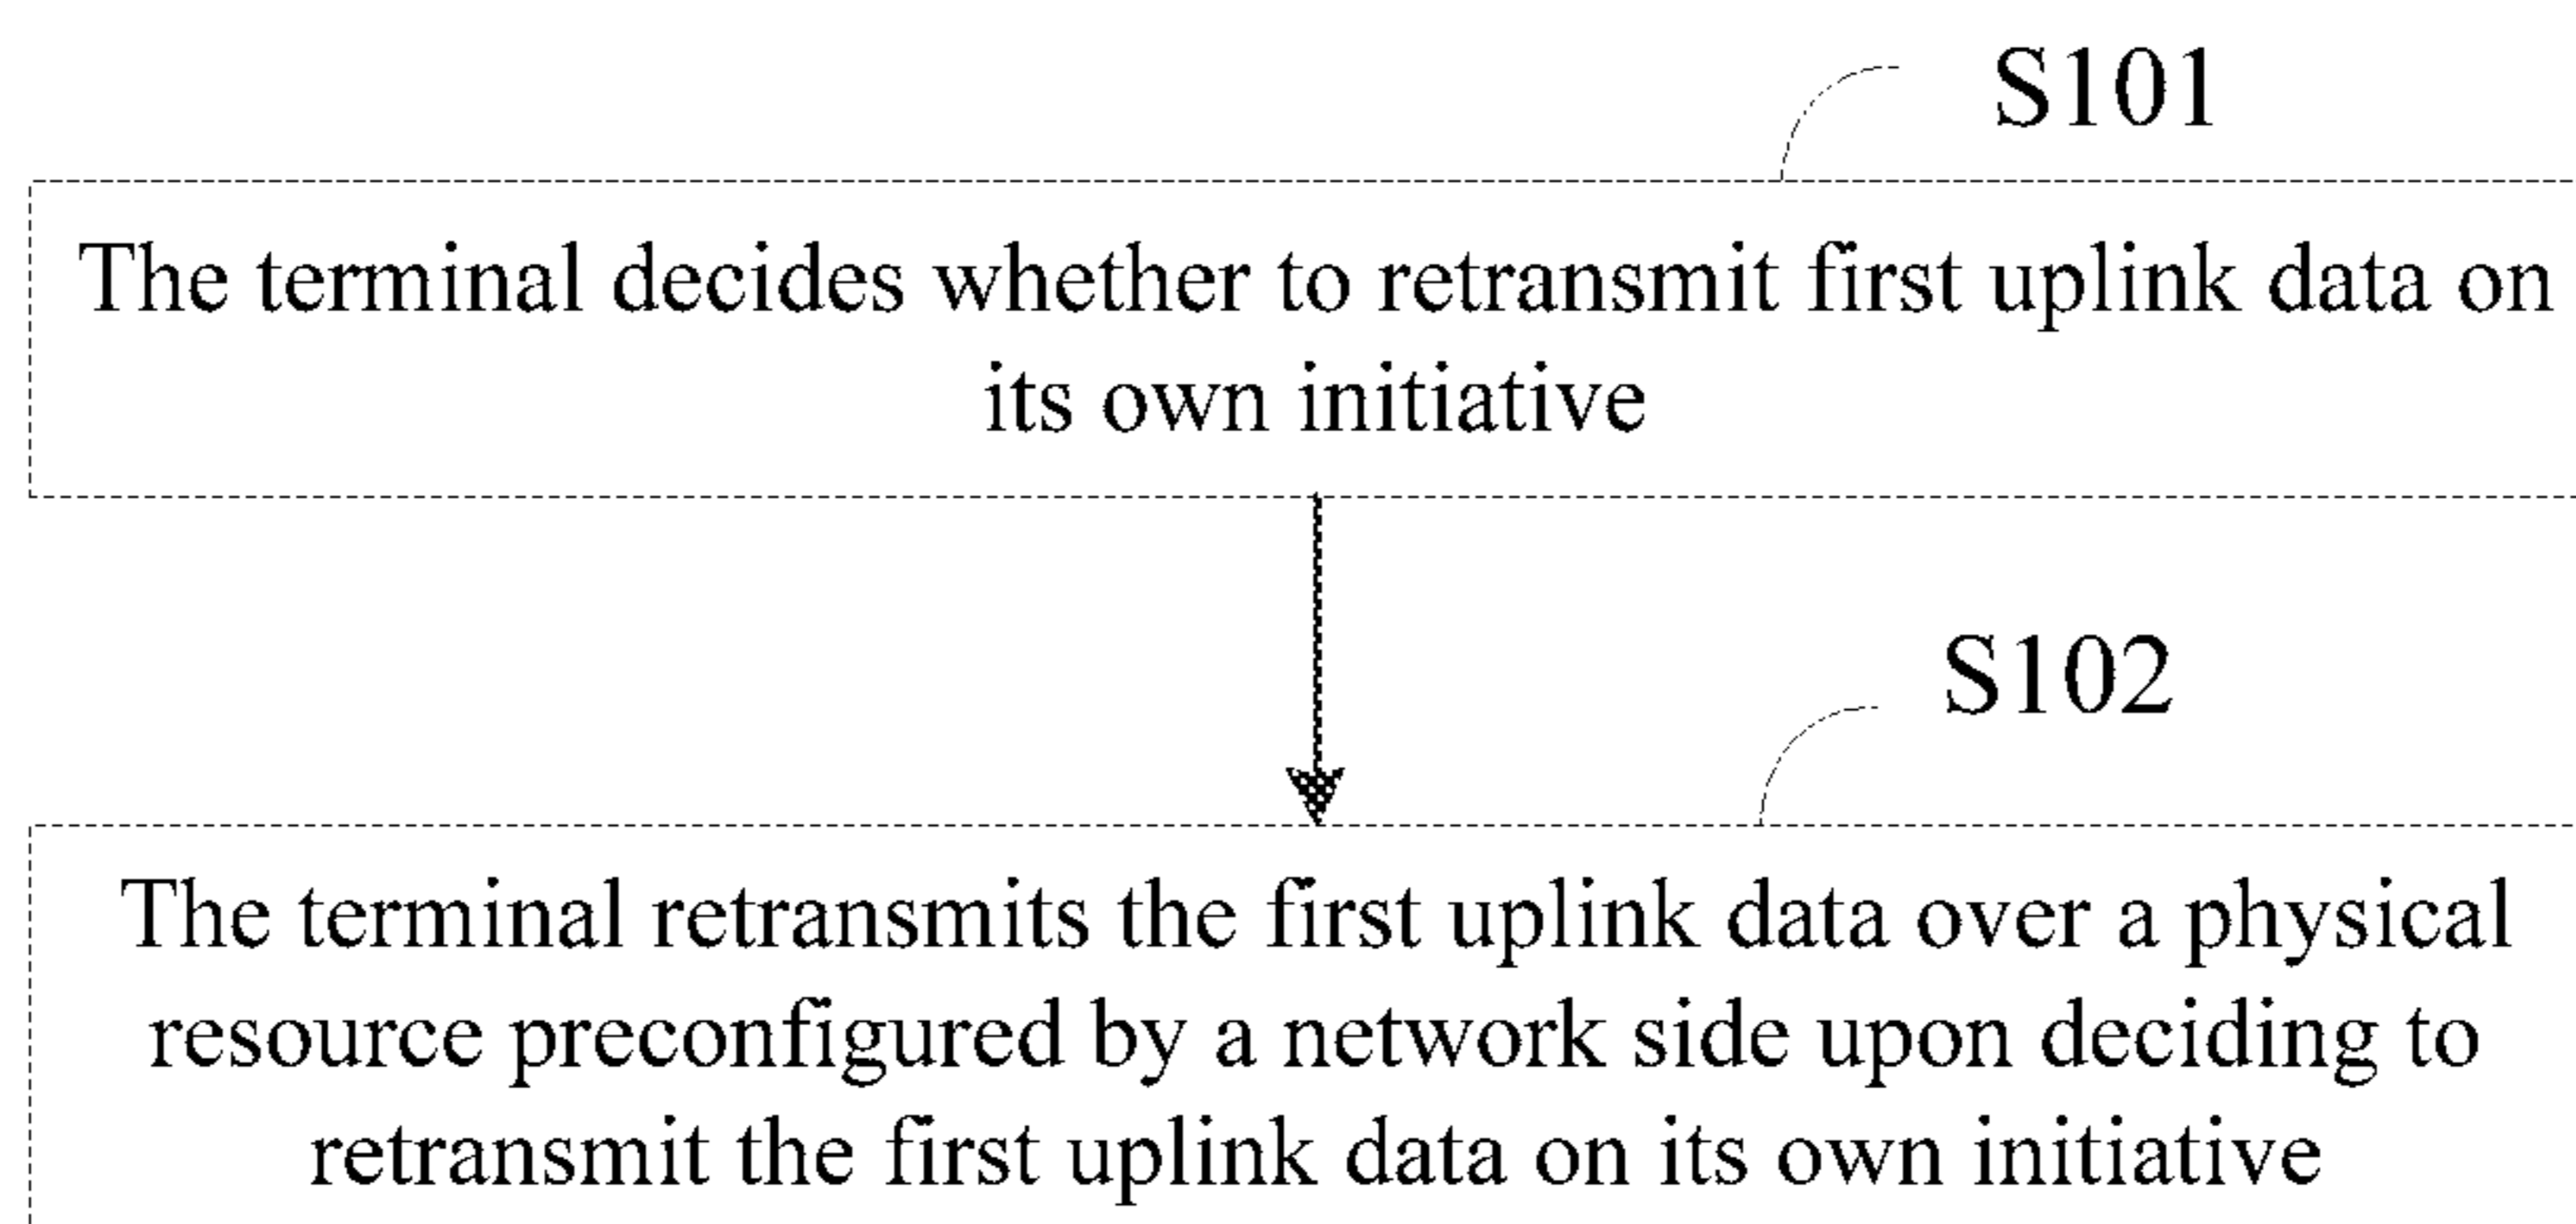 S101
The terminal decides whether to retransmit first uplink data on
its own initiative
S102
The terminal retransmits the first uplink data over a physical
resource preconfigured by a network side upon deciding to
retransmit the first uplink data on its own initiative